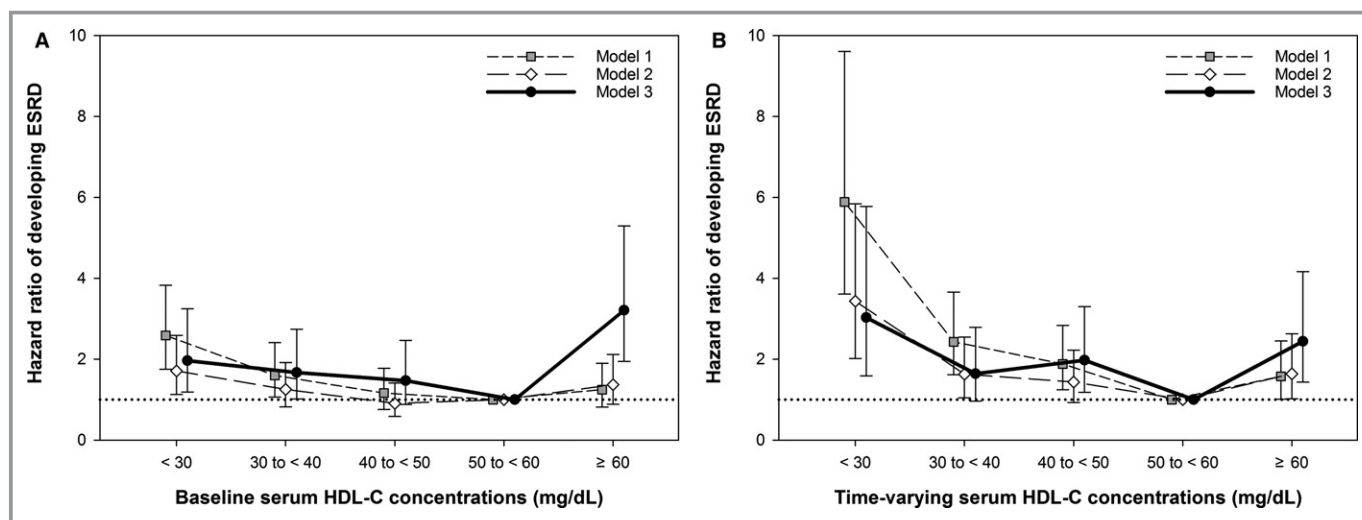 A
Hazard ratio of developing ESRD
10
8
6
4
2
0
Model 1
Model 2
Model 3
< 30
30 to < 40
40 to < 50
50 to < 60
≥ 60
Baseline serum HDL-C concentrations (mg/dL)
B
Hazard ratio of developing ESRD
10
8
6
4
2
0
Model 1
Model 2
Model 3
< 30
30 to < 40
40 to < 50
50 to < 60
≥ 60
Time-varying serum HDL-C concentrations (mg/dL)